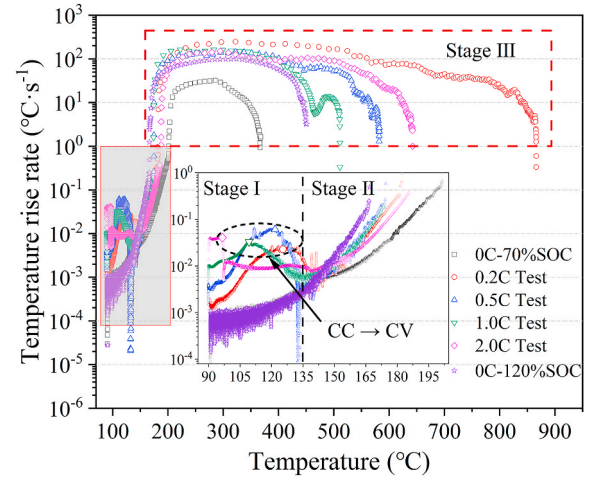 Temperature rise rate (℃·s⁻¹)
10³
10²
10¹
10⁰
10⁻¹
10⁻²
10⁻³
10⁻⁴
10⁻⁵
10⁻⁶
Stage III
Stage I
Stage II
10⁰
10⁻¹
10⁻²
10⁻³
10⁻⁴
CC → CV
90 105 120 135 150 165 180 195
0C-70%SOC
0.2C Test
0.5C Test
1.0C Test
2.0C Test
0C-120%SOC
100 200 300 400 500 600 700 800 900
Temperature (℃)